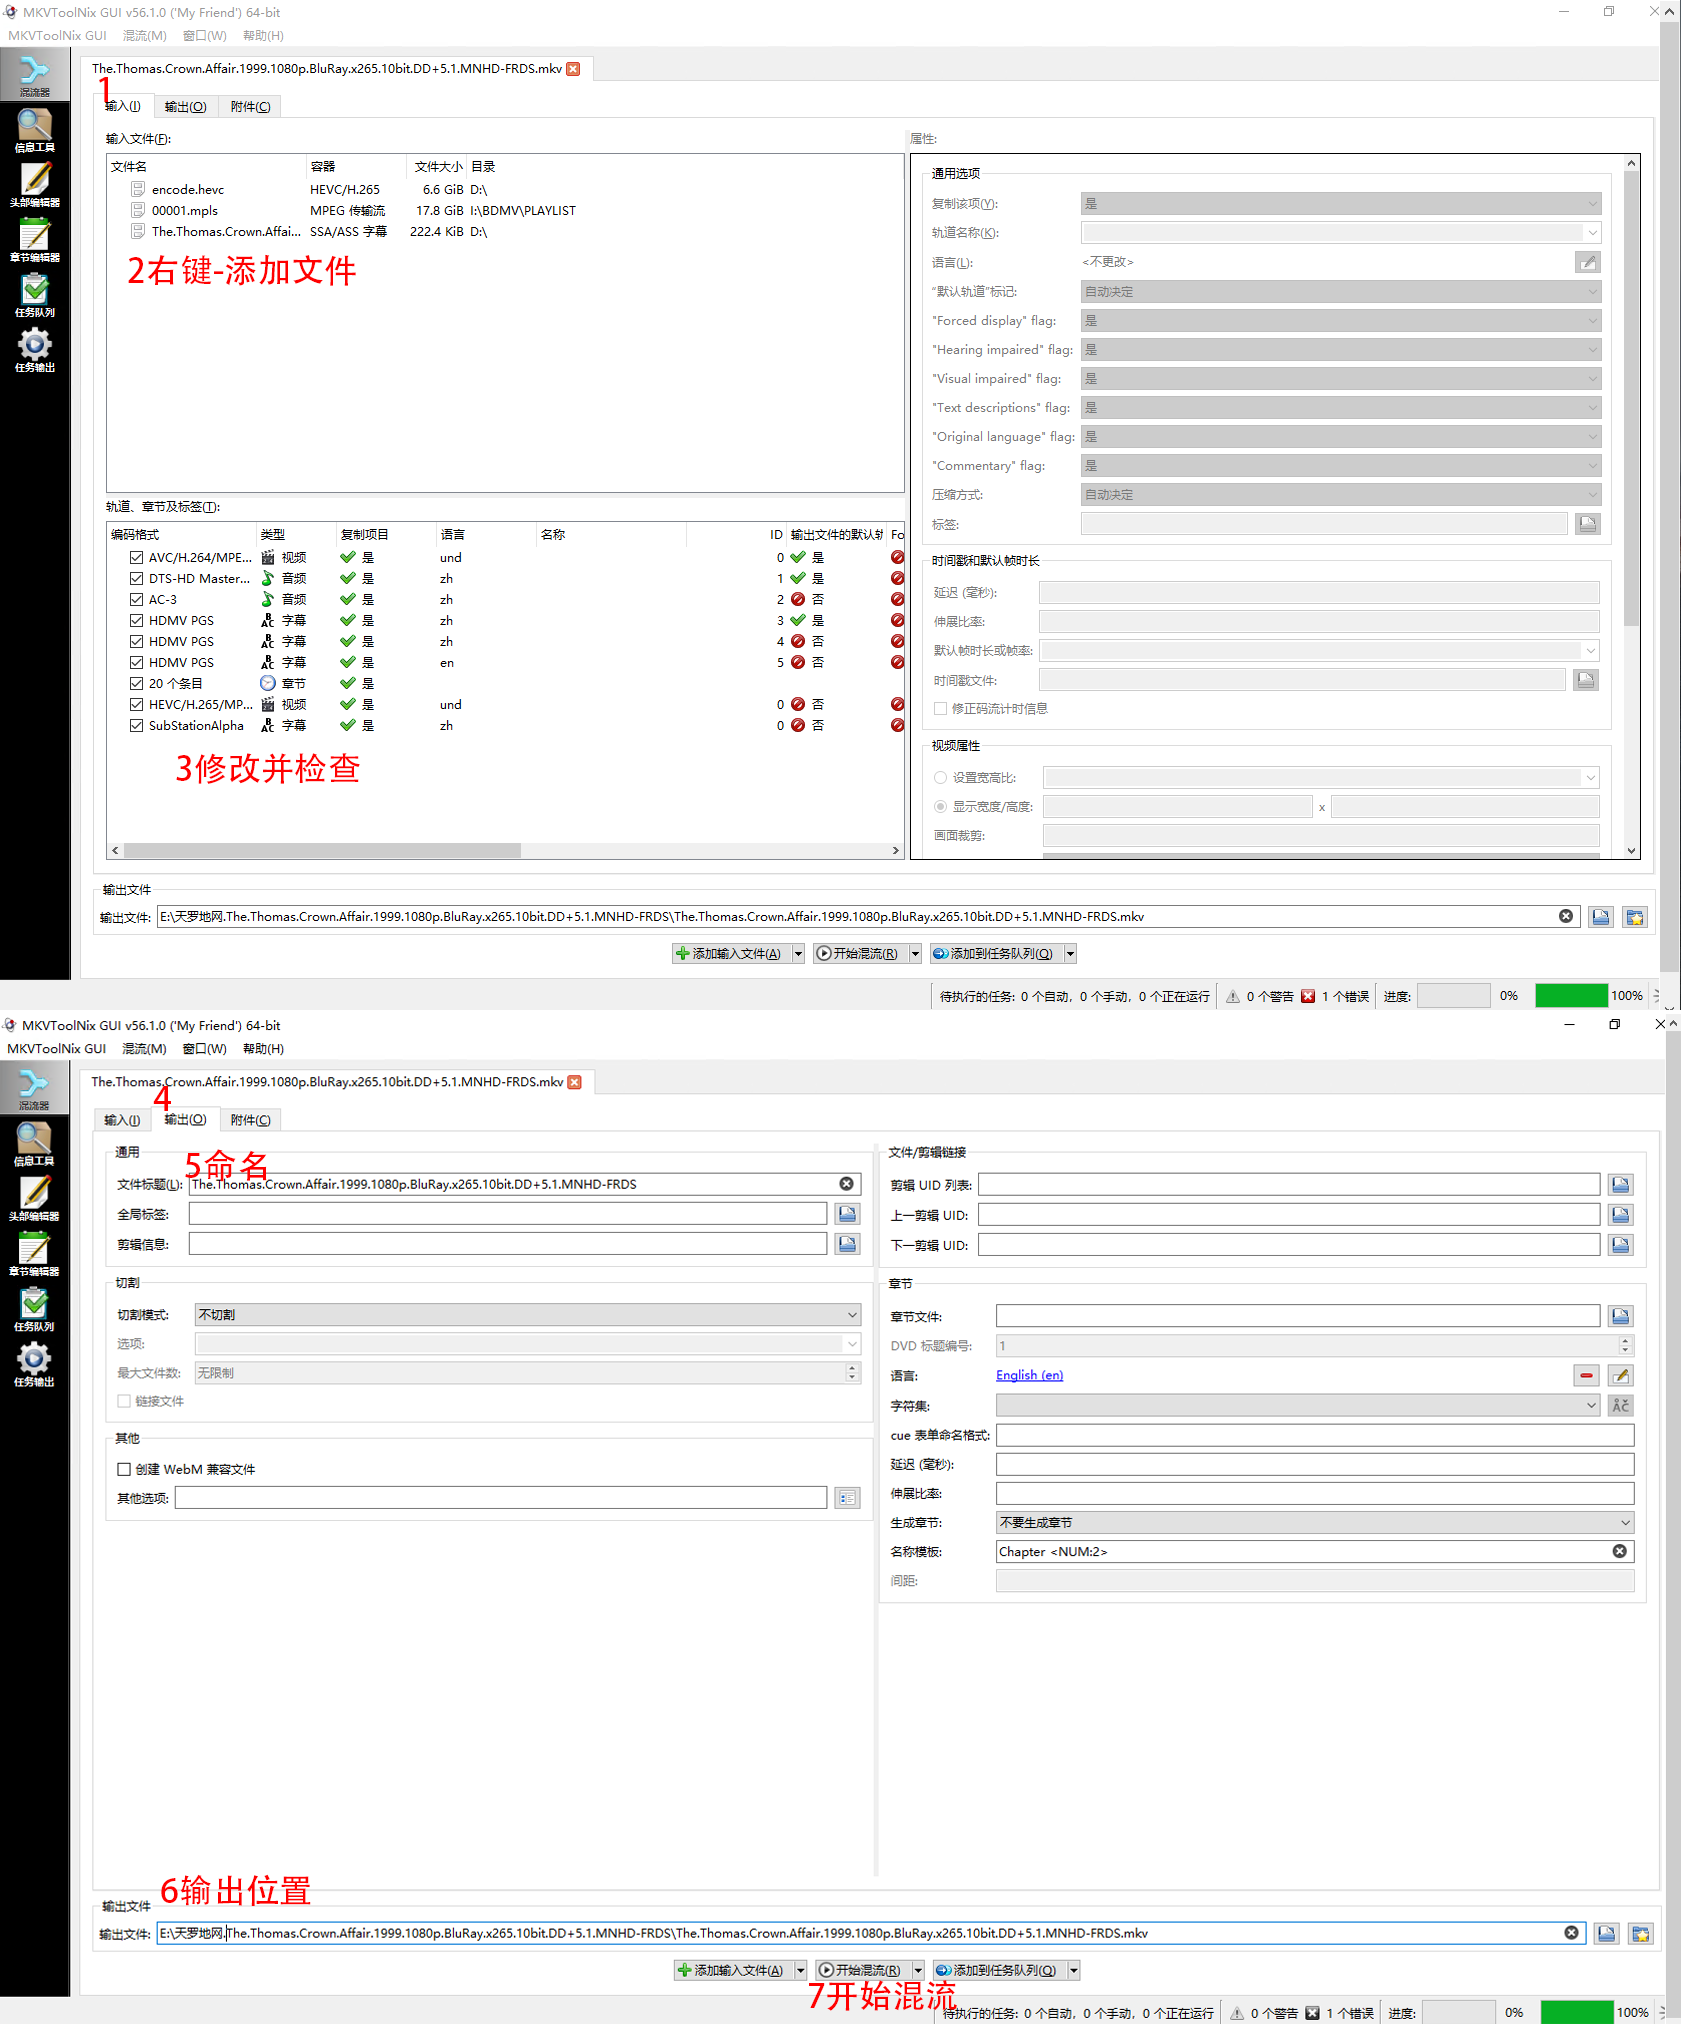 MKVToolNix GUI v56.1.0 ('My Friend') 64-bit
MKVToolNix GUI 混流(M) 窗口(W) 帮助(H)
混流器
信息工具
头部编辑器
章节编辑器
任务队列
任务输出
The.Thomas.Crown.Affair.1999.1080p.BluRay.x265.10bit.DD+5.1.MNHD-FRDS.mkv
1
输入(I) 输出(O) 附件(C)
输入文件(F):
文件名 容器 文件大小 目录
encode.hevc HEVC/H.265 6.6 GiB D:\
00001.mpls MPEG 传输流 17.8 GiB I:\BDMV\PLAYLIST
The.Thomas.Crown.Affai... SSA/ASS 字幕 222.4 KiB D:\
2右键-添加文件
轨道、章节及标签(T):
编码格式 类型 复制项目 语言 名称 ID 输出文件的默认轨 Fo
AVC/H.264/MPE... 视频 是 und 0 是
DTS-HD Master... 音频 是 zh 1 是
AC-3 音频 是 zh 2 否
HDMV PGS 字幕 是 zh 3 是
HDMV PGS 字幕 是 zh 4 否
HDMV PGS 字幕 是 en 5 否
20 个条目 章节 是
HEVC/H.265/MP... 视频 是 und 0 否
SubStationAlpha 字幕 是 zh 0 否
3修改并检查
属性:
通用选项
复制该项(Y): 是
轨道名称(K):
语言(L): <不更改>
“默认轨道”标记: 自动决定
"Forced display" flag: 是
"Hearing impaired" flag: 是
"Visual impaired" flag: 是
"Text descriptions" flag: 是
"Original language" flag: 是
"Commentary" flag: 是
压缩方式: 自动决定
标签:
时间戳和默认帧时长
延迟 (毫秒):
伸展比率:
默认帧时长或帧率:
时间戳文件:
修正码流计时信息
视频属性
设置宽高比:
显示宽度/高度: x
画面裁剪:
输出文件
输出文件: E:\天罗地网.The.Thomas.Crown.Affair.1999.1080p.BluRay.x265.10bit.DD+5.1.MNHD-FRDS\The.Thomas.Crown.Affair.1999.1080p.BluRay.x265.10bit.DD+5.1.MNHD-FRDS.mkv
添加输入文件(A) 开始混流(R) 添加到任务队列(Q)
待执行的任务: 0 个自动, 0 个手动, 0 个正在运行 0 个警告 1 个错误 进度: 0% 100%
MKVToolNix GUI v56.1.0 ('My Friend') 64-bit
MKVToolNix GUI 混流(M) 窗口(W) 帮助(H)
混流器
信息工具
头部编辑器
章节编辑器
任务队列
任务输出
The.Thomas.Crown.Affair.1999.1080p.BluRay.x265.10bit.DD+5.1.MNHD-FRDS.mkv
4
输入(I) 输出(O) 附件(C)
通用
5命名
文件标题(L): The.Thomas.Crown.Affair.1999.1080p.BluRay.x265.10bit.DD+5.1.MNHD-FRDS
全局标签:
剪辑信息:
切割
切割模式: 不切割
选项:
最大文件数: 无限制
链接文件
其他
创建 WebM 兼容文件
其他选项:
文件/剪辑链接
剪辑 UID 列表:
上一剪辑 UID:
下一剪辑 UID:
章节
章节文件:
DVD 标题编号: 1
语言: English (en)
字符集:
cue 表单命名格式:
延迟 (毫秒):
伸展比率:
生成章节: 不要生成章节
名称模板: Chapter <NUM:2>
间距:
6输出位置
输出文件
输出文件: E:\天罗地网.The.Thomas.Crown.Affair.1999.1080p.BluRay.x265.10bit.DD+5.1.MNHD-FRDS\The.Thomas.Crown.Affair.1999.1080p.BluRay.x265.10bit.DD+5.1.MNHD-FRDS.mkv
添加输入文件(A) 开始混流(R) 添加到任务队列(Q)
7开始混流
待执行的任务: 0 个自动, 0 个手动, 0 个正在运行 0 个警告 1 个错误 进度: 0% 100%